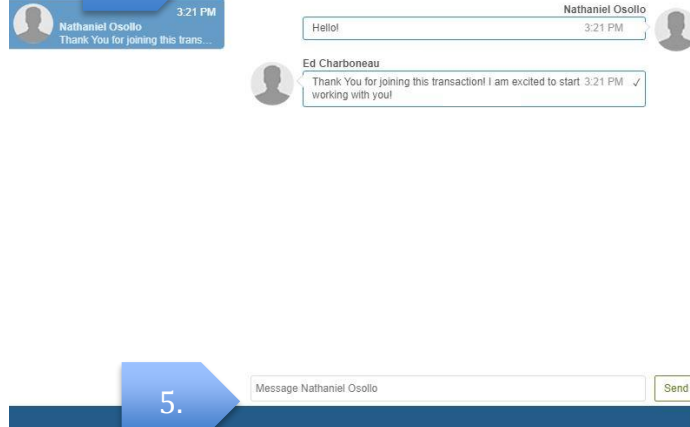 3:21 PM
Nathaniel Osollo
Thank You for joining this trans...
Nathaniel Osollo
Hello! 3:21 PM
Ed Charboneau
Thank You for joining this transaction! I am excited to start 3:21 PM ✓
working with you!
Message Nathaniel Osollo
Send
5.